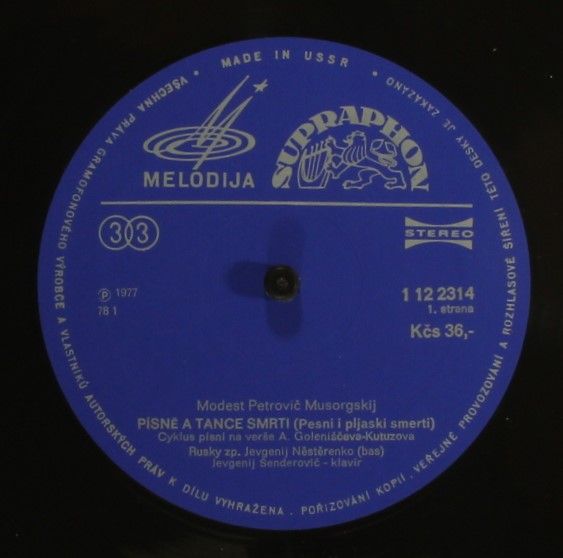 MADE IN USSR
VŠECHNA PRÁVA GRAMOFONOVÉHO VÝROBCE A VLASTNÍKŮ AUTORSKÝCH PRÁV K DÍLU VYHRAŽENA . POŘIZOVÁNÍ KOPIÍ . VEŘEJNÉ PROVOZOVÁNÍ A ROZHLASOVÉ ŠÍŘENÍ TÉTO DESKY JE ZAKÁZÁNO
MELODIJA
SUPRAPHON
33
STEREO
Ⓟ 1977
78 1
1 12 2314
1. strana
Kčs 36,-
Modest Petrovič Musorgskij
PÍSNĚ A TANCE SMRTI (Pesni i pljaski smerti)
Cyklus písní na verše A. Goleniščeva-Kutuzova
Rusky zp. Jevgenij Něstěrenko (bas)
Jevgenij Šenderovič - klavír